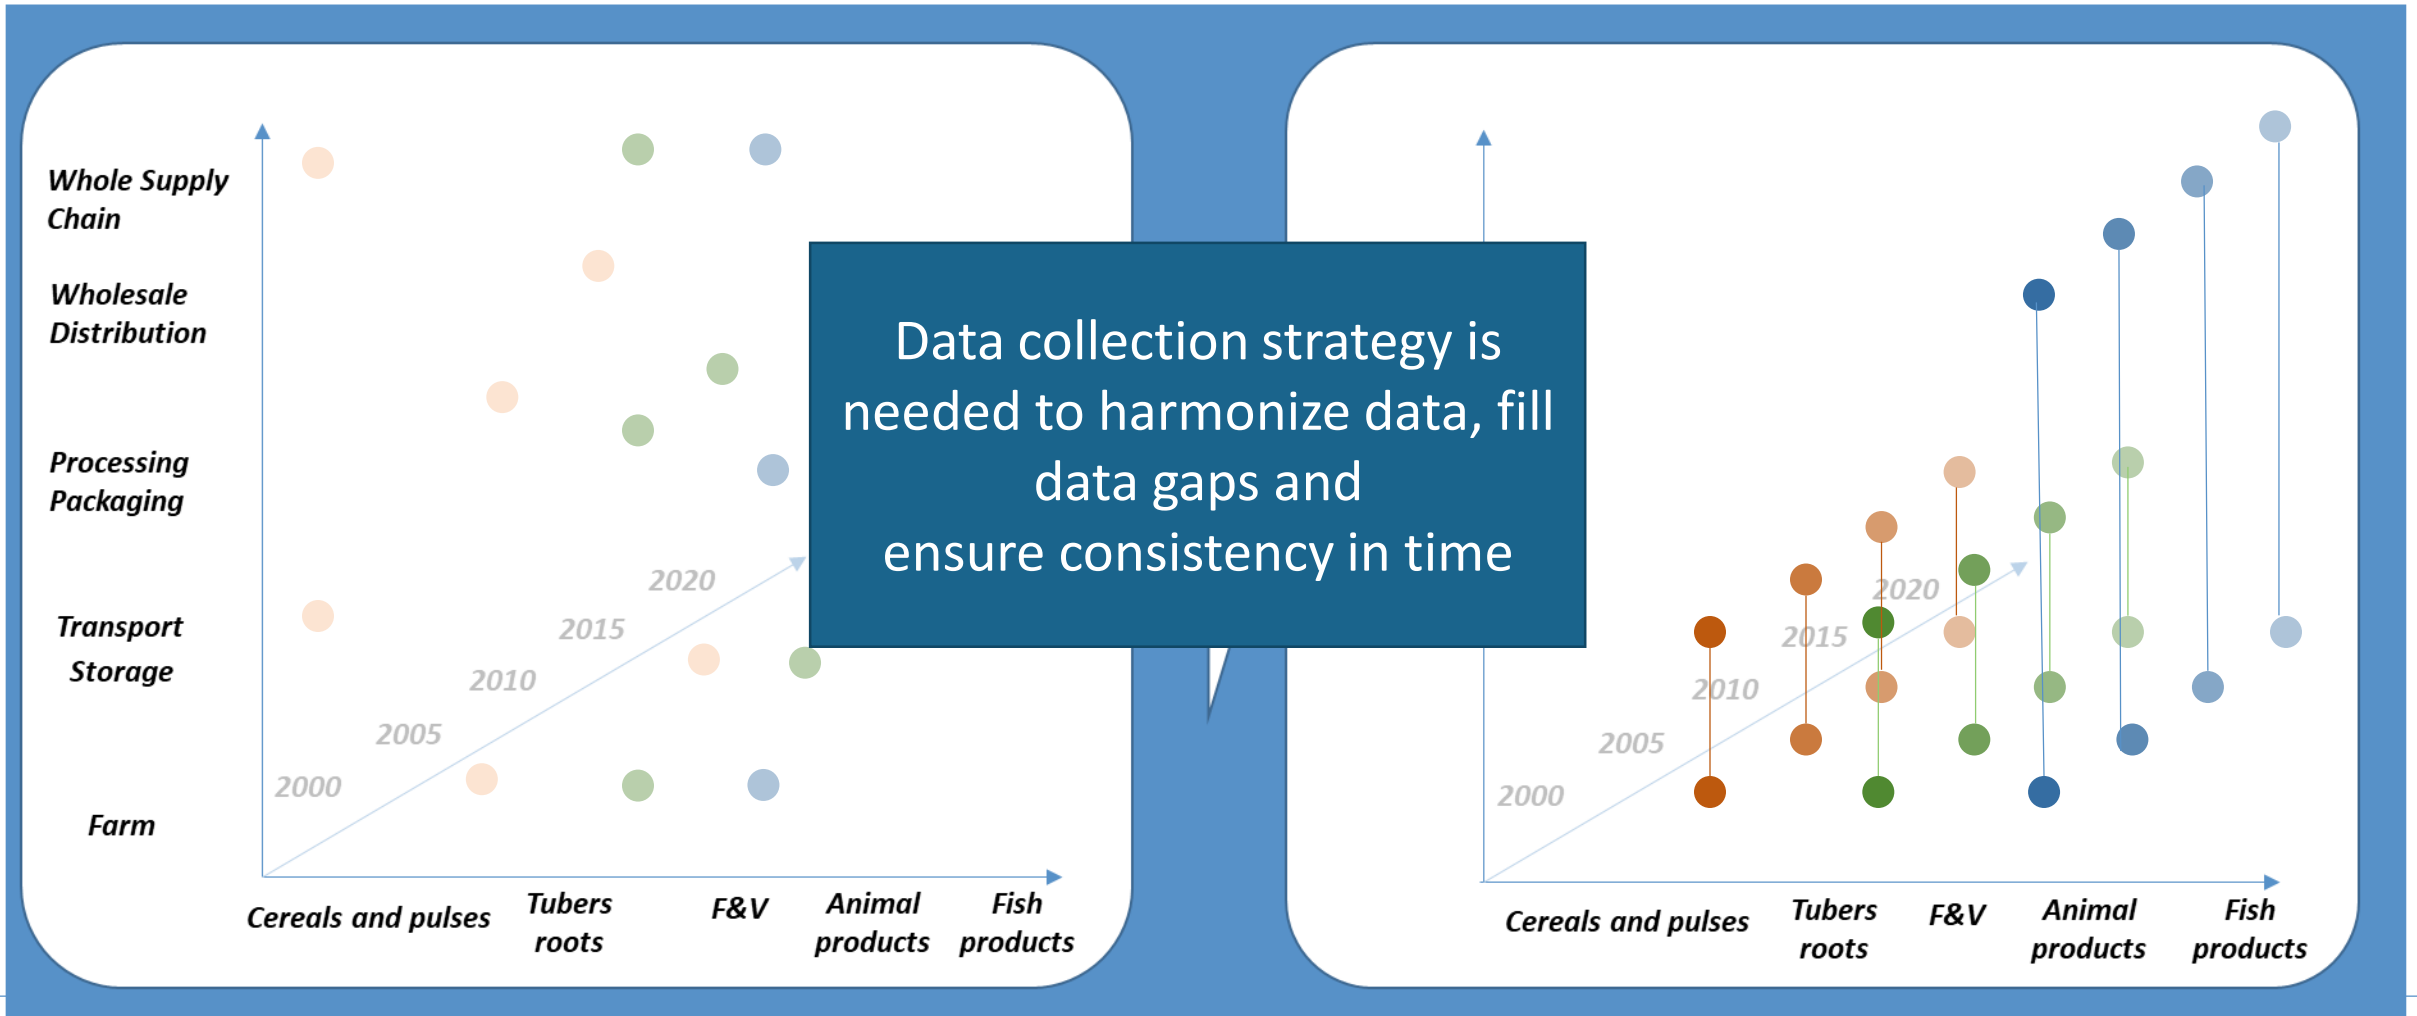 Whole Supply
Chain
Wholesale
Distribution
Processing
Packaging
Transport
Storage
Farm
2020
2015
2010
2005
2000
Cereals and pulses
Tubers
roots
F&V
Animal
products
Fish
products
Data collection strategy is
needed to harmonize data, fill
data gaps and
ensure consistency in time
2020
2015
2010
2005
2000
Cereals and pulses
Tubers
roots
F&V
Animal
products
Fish
products